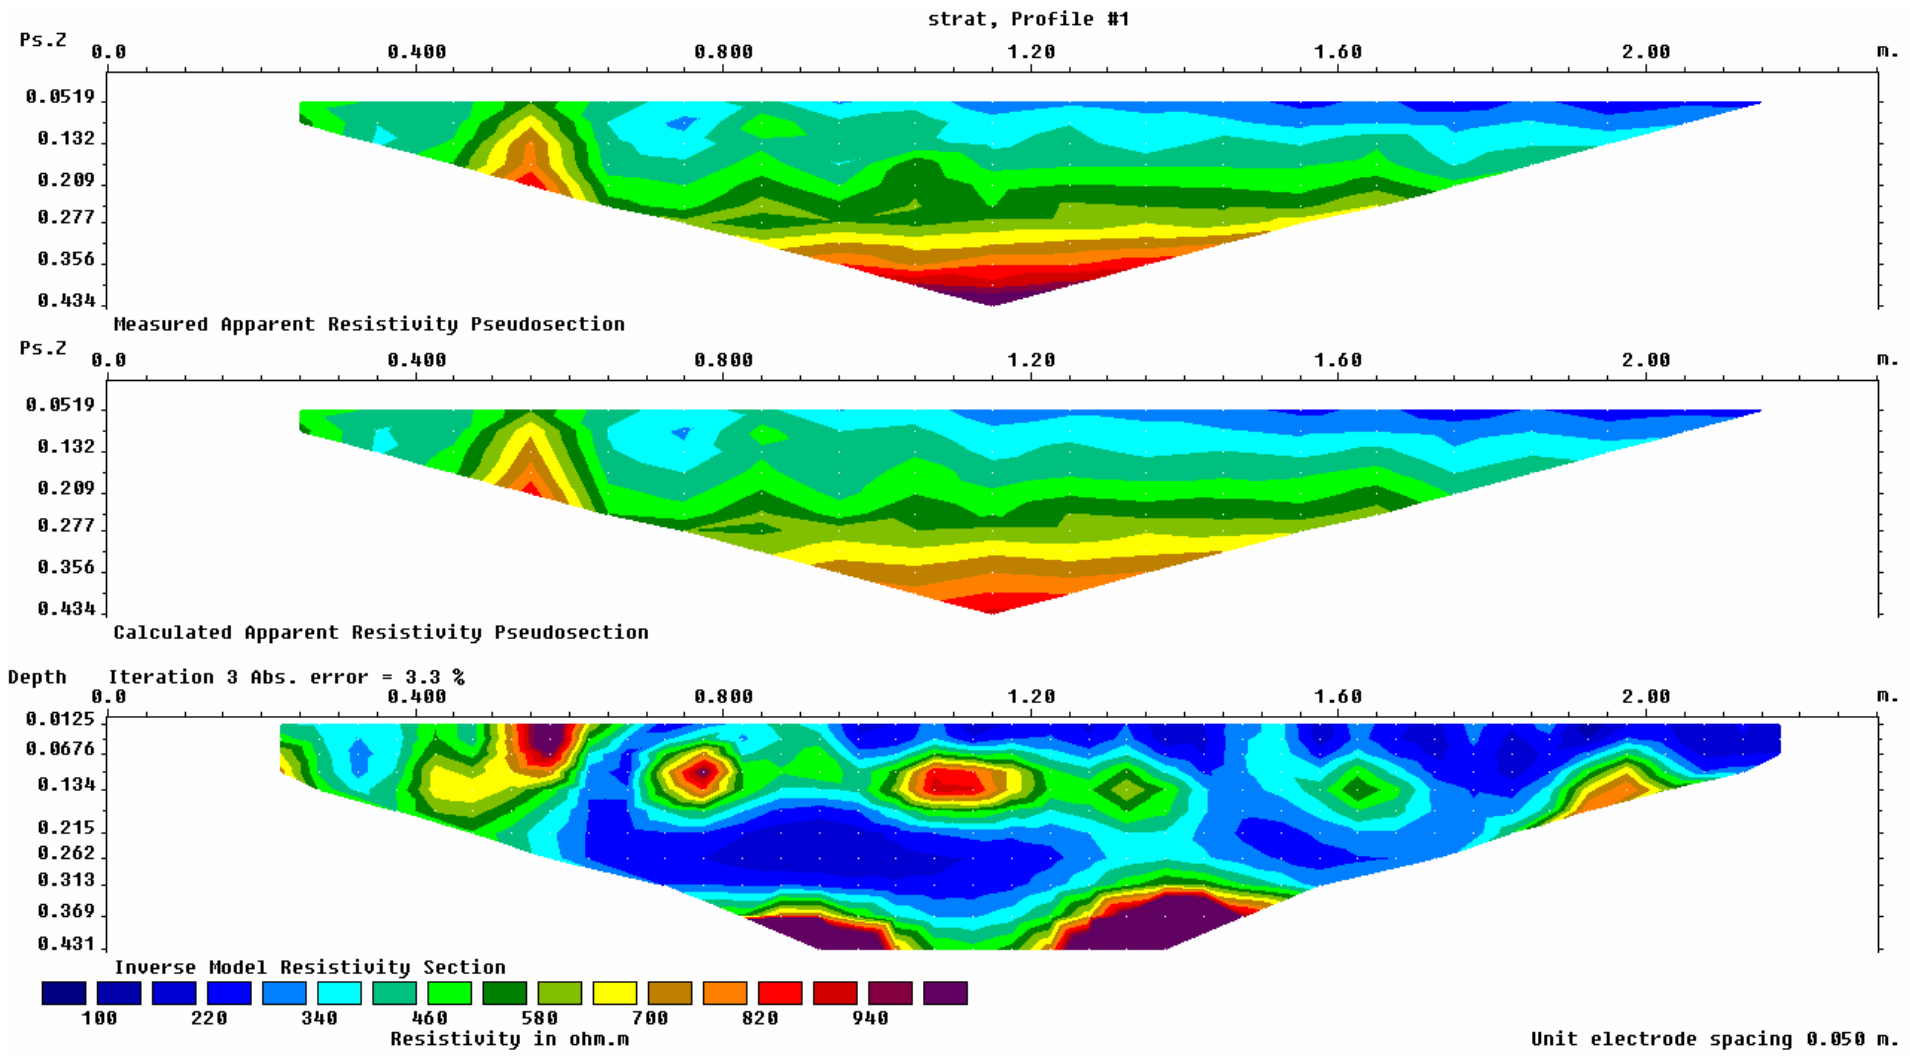 strat, Profile #1
Ps.Z 0.0 0.400 0.800 1.20 1.60 2.00 m.
0.0519
0.132
0.209
0.277
0.356
0.434
Measured Apparent Resistivity Pseudosection
Ps.Z 0.0 0.400 0.800 1.20 1.60 2.00 m.
0.0519
0.132
0.209
0.277
0.356
0.434
Calculated Apparent Resistivity Pseudosection
Depth Iteration 3 Abs. error = 3.3 %
0.0 0.400 0.800 1.20 1.60 2.00 m.
0.0125
0.0676
0.134
0.215
0.262
0.313
0.369
0.431
Inverse Model Resistivity Section
100 220 340 460 580 700 820 940
Resistivity in ohm.m Unit electrode spacing 0.050 m.